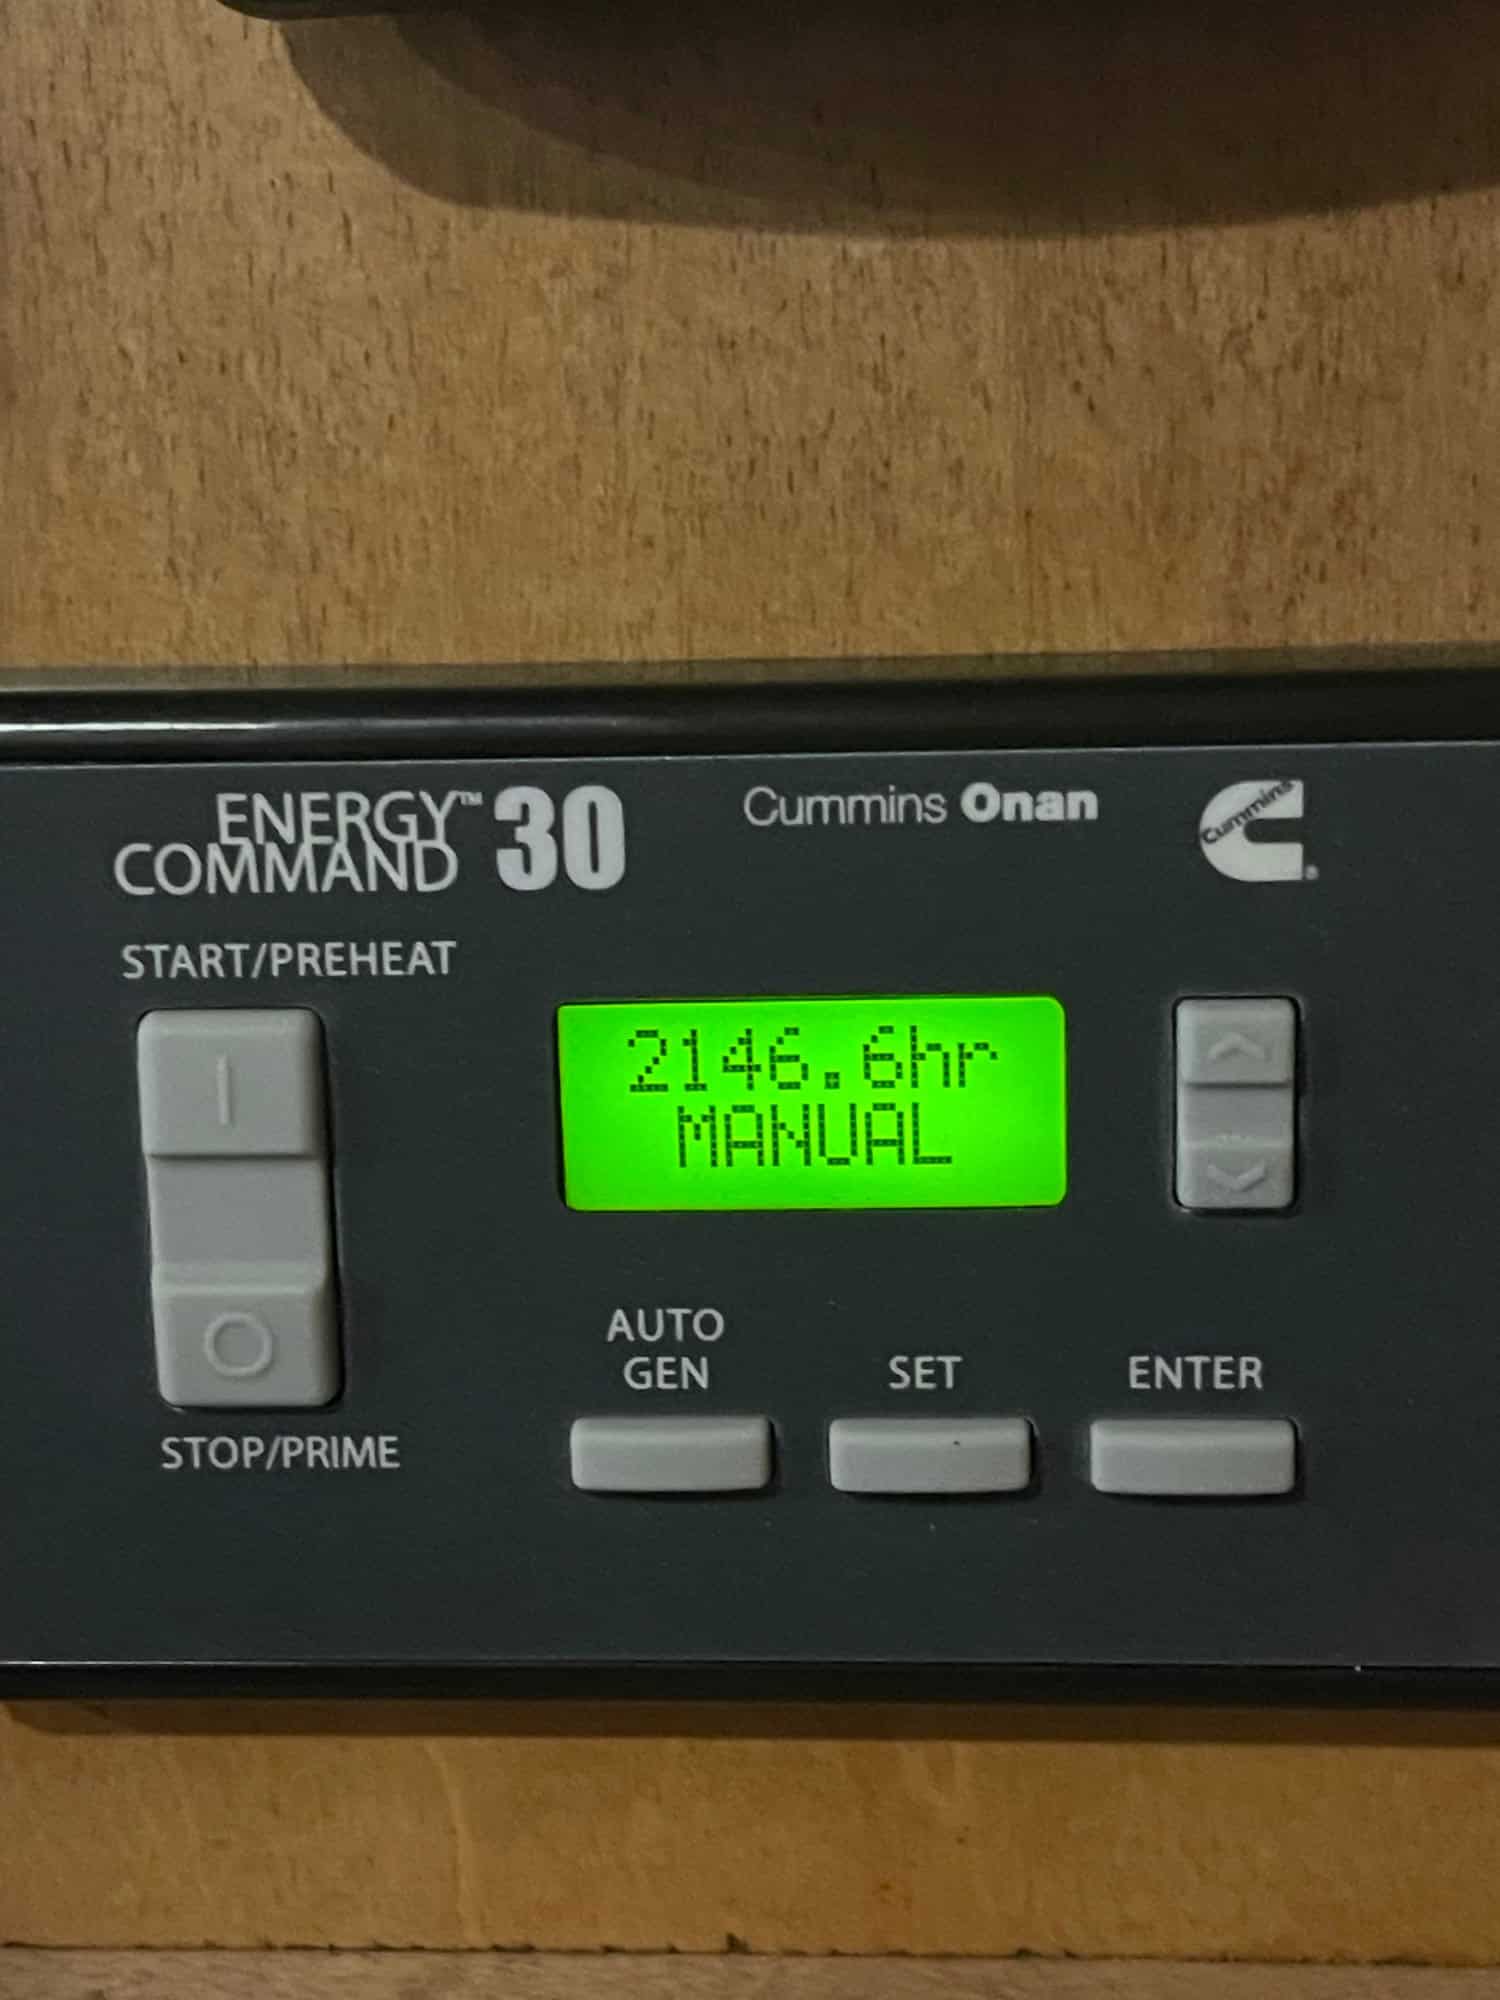 ENERGY™
COMMAND 30
Cummins Onan
Cummins®
START/PREHEAT
2146.6hr
MANUAL
AUTO
GEN
SET
ENTER
STOP/PRIME